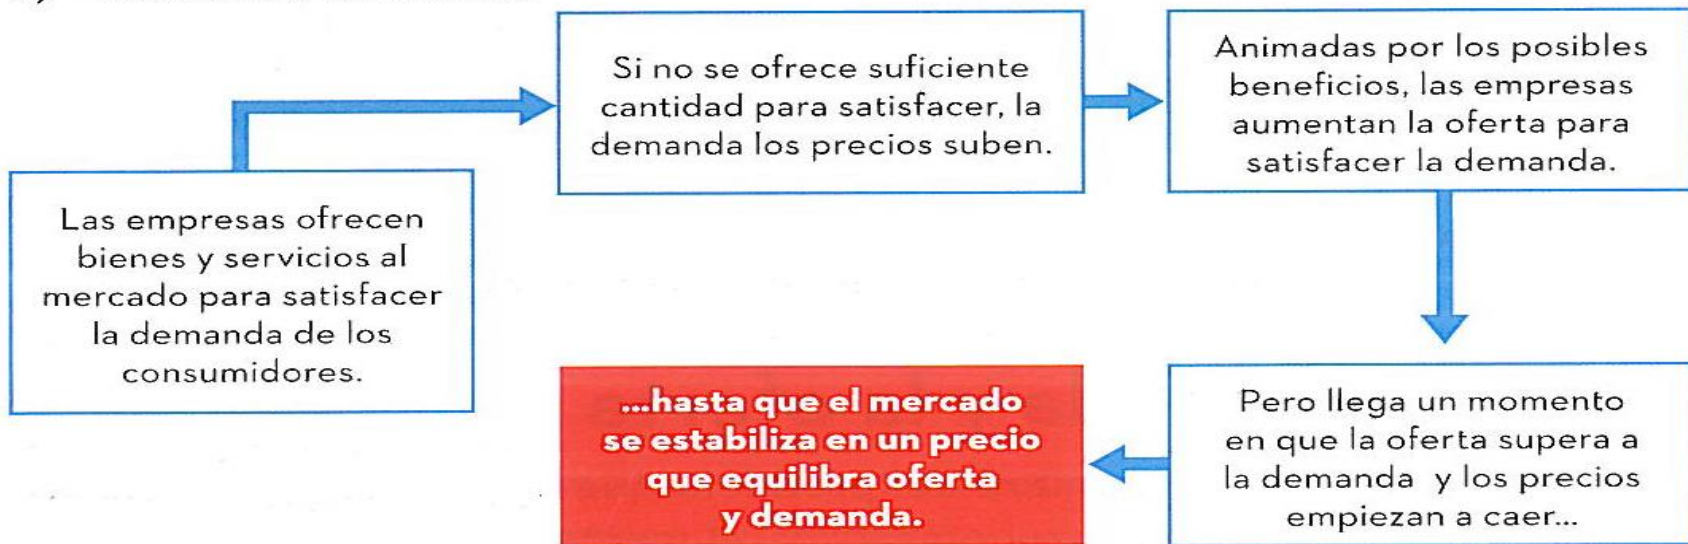 Las empresas ofrecen
bienes y servicios al
mercado para satisfacer
la demanda de los
consumidores.
Si no se ofrece suficiente
cantidad para satisfacer, la
demanda los precios suben.
Animadas por los posibles
beneficios, las empresas
aumentan la oferta para
satisfacer la demanda.
Pero llega un momento
en que la oferta supera a
la demanda y los precios
empiezan a caer...
...hasta que el mercado
se estabiliza en un precio
que equilibra oferta
y demanda.